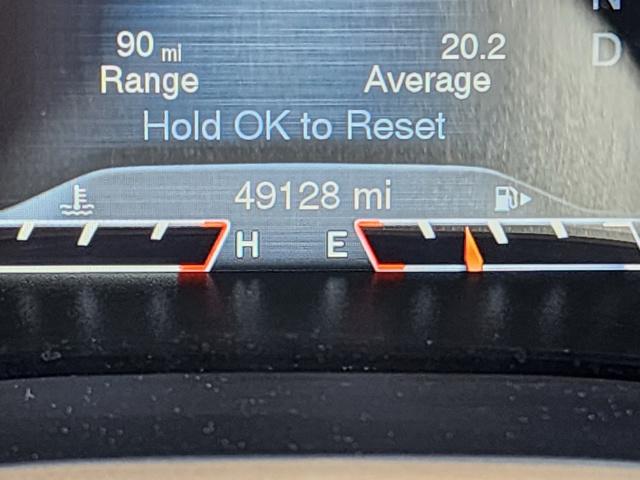 N
90 mi 20.2 D
Range Average
Hold OK to Reset
49128 mi
H E